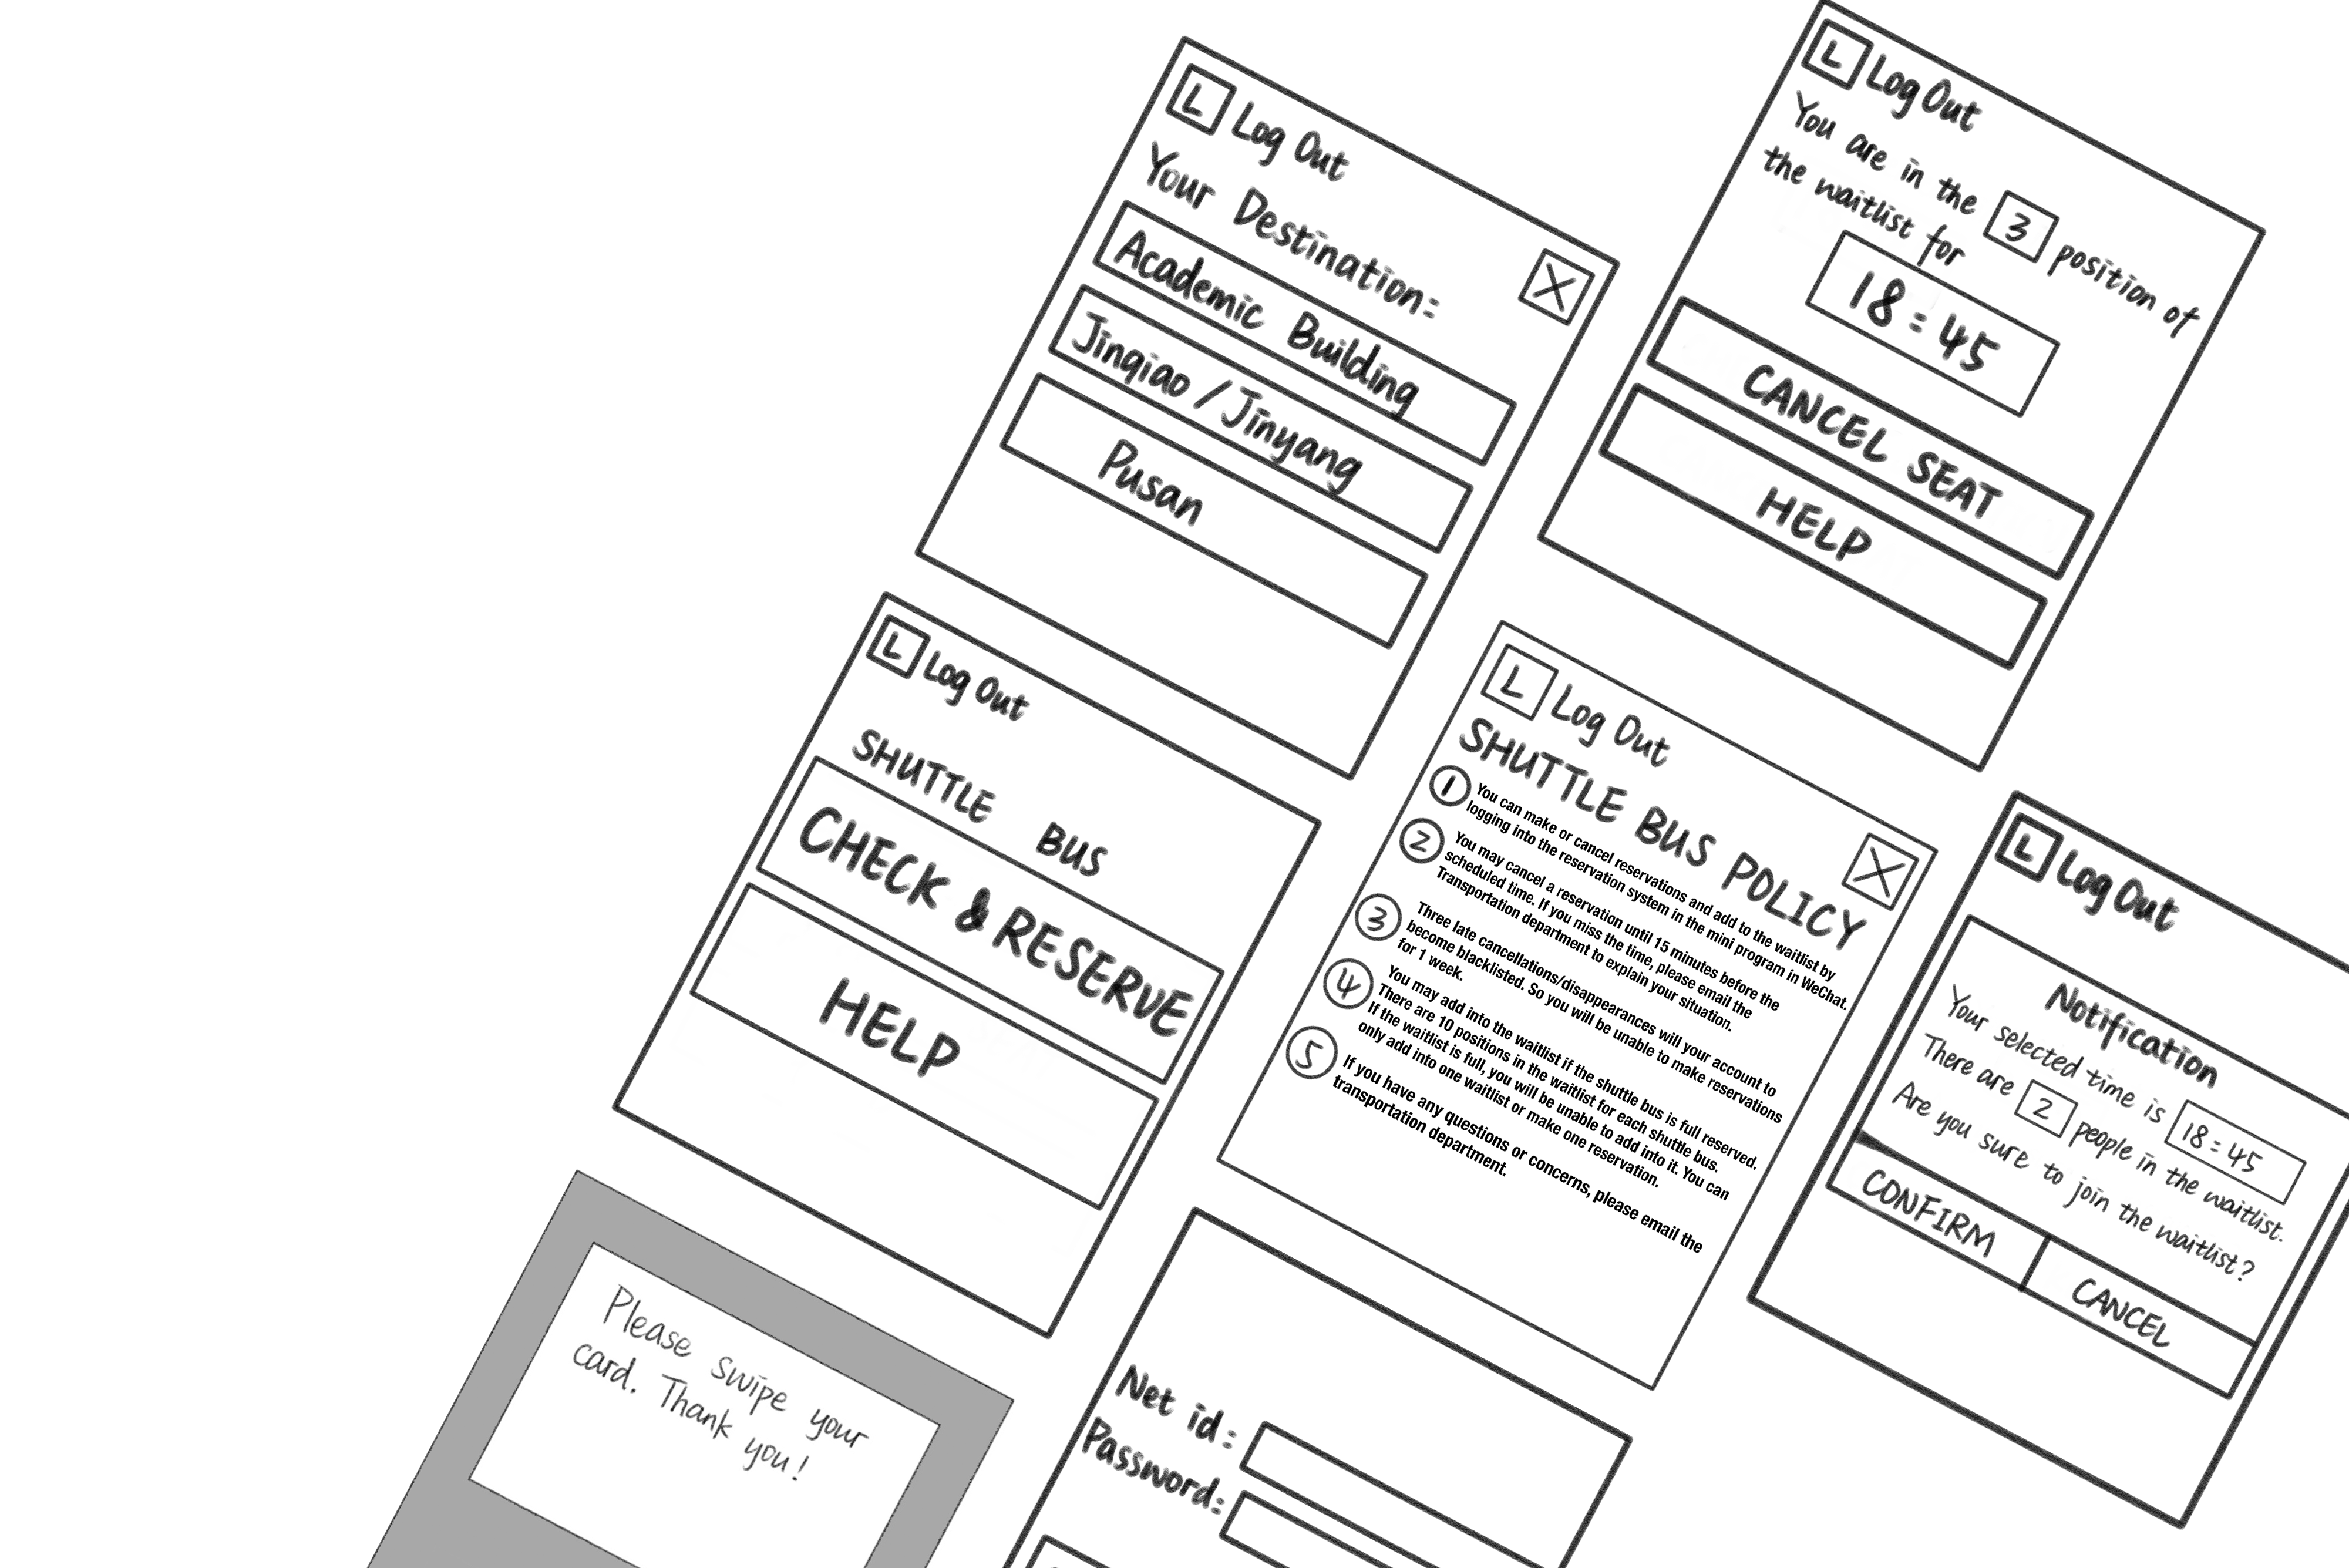 L Log Out
Your Destination:
X
Academic Building
Jinqiao / Jinyang
Pusan
L Log Out
You are in the 3 position of
the waitlist for
18:45
CANCEL SEAT
HELP
L Log Out
SHUTTLE BUS
CHECK & RESERVE
HELP
L Log Out
SHUTTLE BUS POLICY
X
1 You can make or cancel reservations and add to the waitlist by
logging into the reservation system in the mini program in WeChat.
2 You may cancel a reservation until 15 minutes before the
scheduled time. If you miss the time, please email the
Transportation department to explain your situation.
3 Three late cancellations/disappearances will your account to
become blacklisted. So you will be unable to make reservations
for 1 week.
4 You may add into the waitlist if the shuttle bus is full reserved.
There are 10 positions in the waitlist for each shuttle bus.
If the waitlist is full, you will be unable to add into it. You can
only add into one waitlist or make one reservation.
5 If you have any questions or concerns, please email the
transportation department.
L Log Out
Notification
Your selected time is 18:45
There are 2 people in the waitlist.
Are you sure to join the waitlist?
CONFIRM
CANCEL
Please swipe your
card. Thank you!
Net id:
Password: